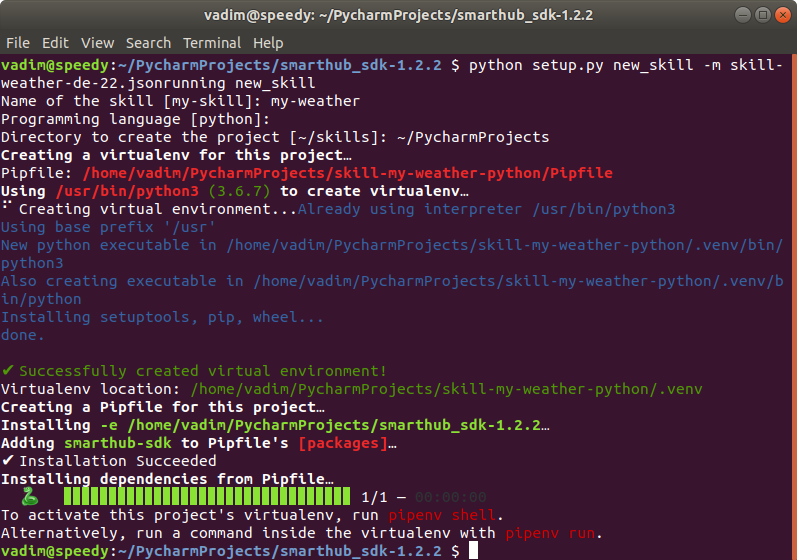 vadim@speedy: ~/PycharmProjects/smarthub_sdk-1.2.2
File Edit View Search Terminal Help
vadim@speedy:~/PycharmProjects/smarthub_sdk-1.2.2 $ python setup.py new_skill -m skill-
weather-de-22.jsonrunning new_skill
Name of the skill [my-skill]: my-weather
Programming language [python]:
Directory to create the project [~/skills]: ~/PycharmProjects
Creating a virtualenv for this project…
Pipfile: /home/vadim/PycharmProjects/skill-my-weather-python/Pipfile
Using /usr/bin/python3 (3.6.7) to create virtualenv…
⠋ Creating virtual environment...Already using interpreter /usr/bin/python3
Using base prefix '/usr'
New python executable in /home/vadim/PycharmProjects/skill-my-weather-python/.venv/bin/
python3
Also creating executable in /home/vadim/PycharmProjects/skill-my-weather-python/.venv/b
in/python
Installing setuptools, pip, wheel...
done.
✔ Successfully created virtual environment!
Virtualenv location: /home/vadim/PycharmProjects/skill-my-weather-python/.venv
Creating a Pipfile for this project…
Installing -e /home/vadim/PycharmProjects/smarthub_sdk-1.2.2…
Adding smarthub-sdk to Pipfile's [packages]…
✔ Installation Succeeded
Installing dependencies from Pipfile…
🐍 ▉▉▉▉▉▉▉▉▉▉▉▉▉▉▉▉▉▉▉▉▉▉▉▉▉▉▉▉▉▉▉▉ 1/1 — 00:00:00
To activate this project's virtualenv, run pipenv shell.
Alternatively, run a command inside the virtualenv with pipenv run.
vadim@speedy:~/PycharmProjects/smarthub_sdk-1.2.2 $